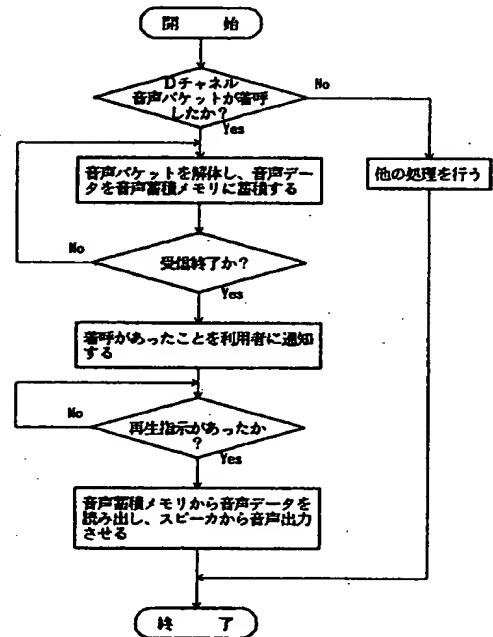 開 始
Dチャネル
音声パケットが着呼
したか?
No
Yes
音声パケットを解体し、音声デー
タを音声蓄積メモリに蓄積する
他の処理を行う
No
受信終了か?
Yes
着呼があったことを利用者に通知
する
No
再生指示があったか
?
Yes
音声蓄積メモリから音声データを
読み出し、スピーカから音声出力
させる
終 了